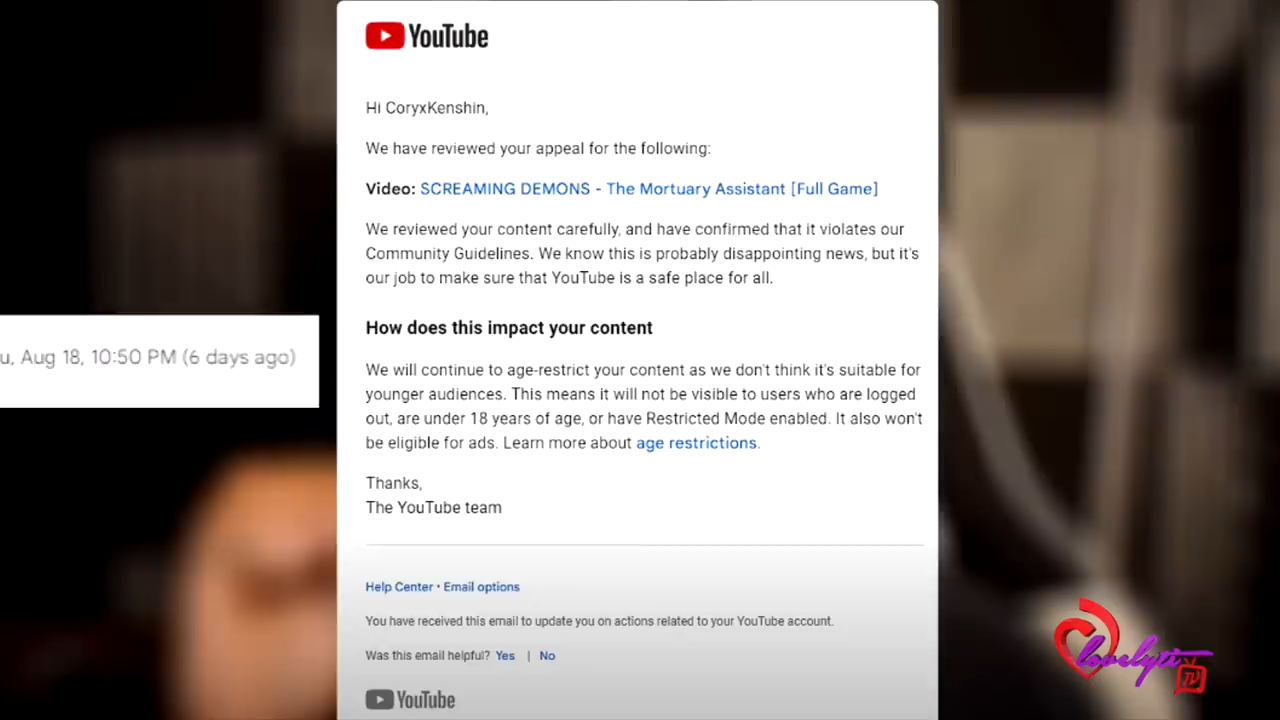 YouTube
Hi CoryxKenshin,
We have reviewed your appeal for the following:
Video: SCREAMING DEMONS - The Mortuary Assistant [Full Game]
We reviewed your content carefully, and have confirmed that it violates our
Community Guidelines. We know this is probably disappointing news, but it's
our job to make sure that YouTube is a safe place for all.
How does this impact your content
u, Aug 18, 10:50 PM (6 days ago)
We will continue to age-restrict your content as we don't think it's suitable for
younger audiences. This means it will not be visible to users who are logged
out, are under 18 years of age, or have Restricted Mode enabled. It also won't
be eligible for ads. Learn more about age restrictions.
Thanks,
The YouTube team
Help Center • Email options
You have received this email to update you on actions related to your YouTube account.
Was this email helpful? Yes | No
lovelyti
TV
YouTube